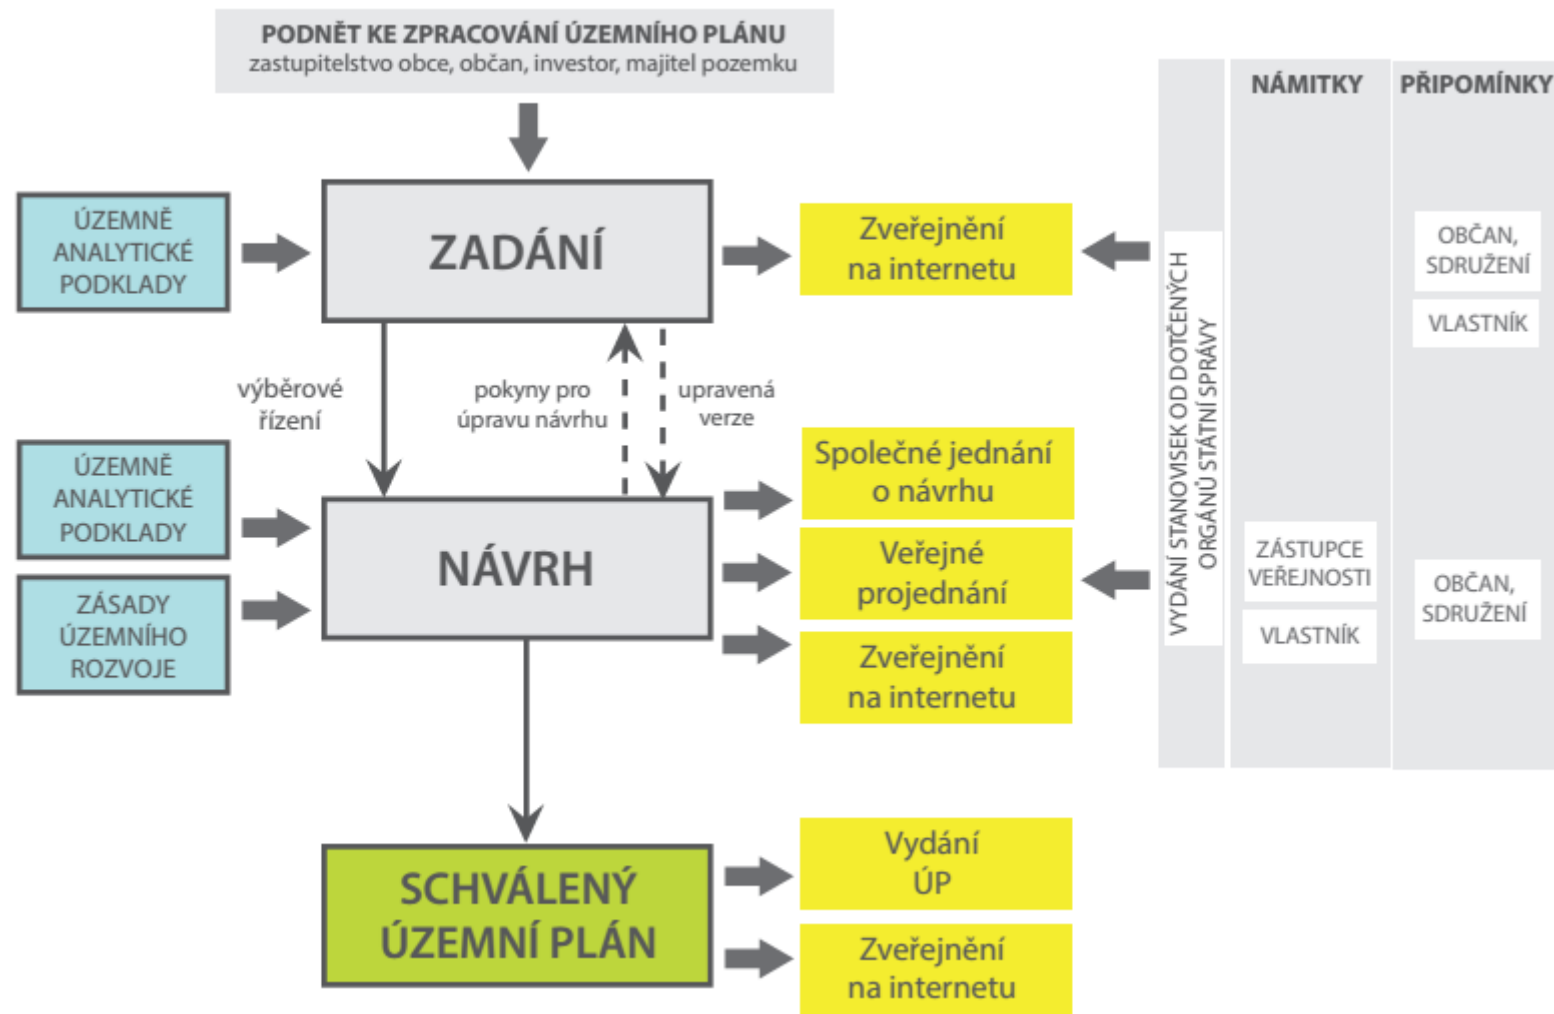 PODNĚT KE ZPRACOVÁNÍ ÚZEMNÍHO PLÁNU
zastupitelstvo obce, občan, investor, majitel pozemku
ÚZEMNĚ
ANALYTICKÉ
PODKLADY
ZADÁNÍ
Zveřejnění
na internetu
výběrové
řízení
pokyny pro
úpravu návrhu
upravená
verze
ÚZEMNĚ
ANALYTICKÉ
PODKLADY
ZÁSADY
ÚZEMNÍHO
ROZVOJE
NÁVRH
Společné jednání
o návrhu
Veřejné
projednání
Zveřejnění
na internetu
SCHVÁLENÝ
ÚZEMNÍ PLÁN
Vydání
ÚP
Zveřejnění
na internetu
VYDÁNÍ STANOVISEK OD DOTČENÝCH
ORGÁNŮ STÁTNÍ SPRÁVY
NÁMITKY
ZÁSTUPCE
VEŘEJNOSTI
VLASTNÍK
PŘIPOMÍNKY
OBČAN,
SDRUŽENÍ
VLASTNÍK
OBČAN,
SDRUŽENÍ